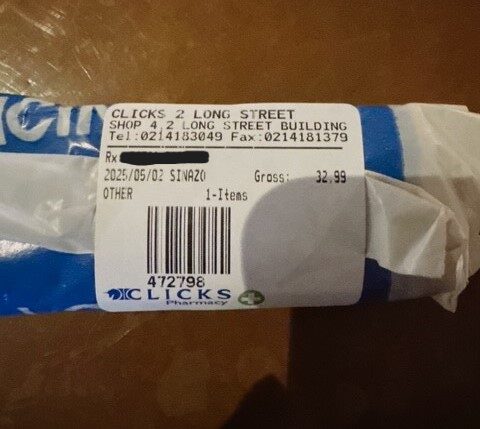 CLICKS 2 LONG STREET
SHOP 4,2 LONG STREET BUILDING
Tel:0214183049 Fax:0214181379
Rx
2025/05/02 SINAZO Gross: 32.99
OTHER 1-Items
472798
CLICKS
Pharmacy